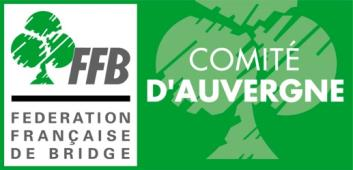 FFB
FEDERATION
FRANÇAISE
DE BRIDGE
COMITÉ
D'AUVERGNE